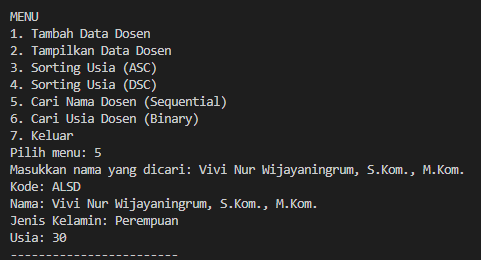 MENU
1. Tambah Data Dosen
2. Tampilkan Data Dosen
3. Sorting Usia (ASC)
4. Sorting Usia (DSC)
5. Cari Nama Dosen (Sequential)
6. Cari Usia Dosen (Binary)
7. Keluar
Pilih menu: 5
Masukkan nama yang dicari: Vivi Nur Wijayaningrum, S.Kom., M.Kom.
Kode: ALSD
Nama: Vivi Nur Wijayaningrum, S.Kom., M.Kom.
Jenis Kelamin: Perempuan
Usia: 30
------------------------